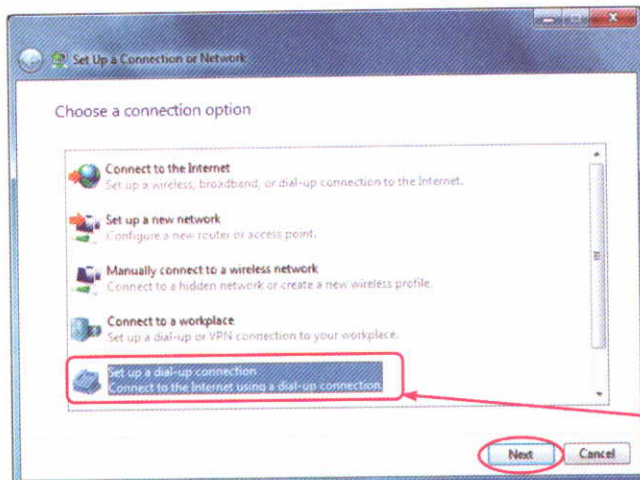 Set Up a Connection or Network
Choose a connection option
Connect to the Internet
Set up a wireless, broadband, or dial-up connection to the Internet.
Set up a new network
Configure a new router or access point.
Manually connect to a wireless network
Connect to a hidden network or create a new wireless profile.
Connect to a workplace
Set up a dial-up or VPN connection to your workplace.
Set up a dial-up connection
Connect to the Internet using a dial-up connection.
Next
Cancel